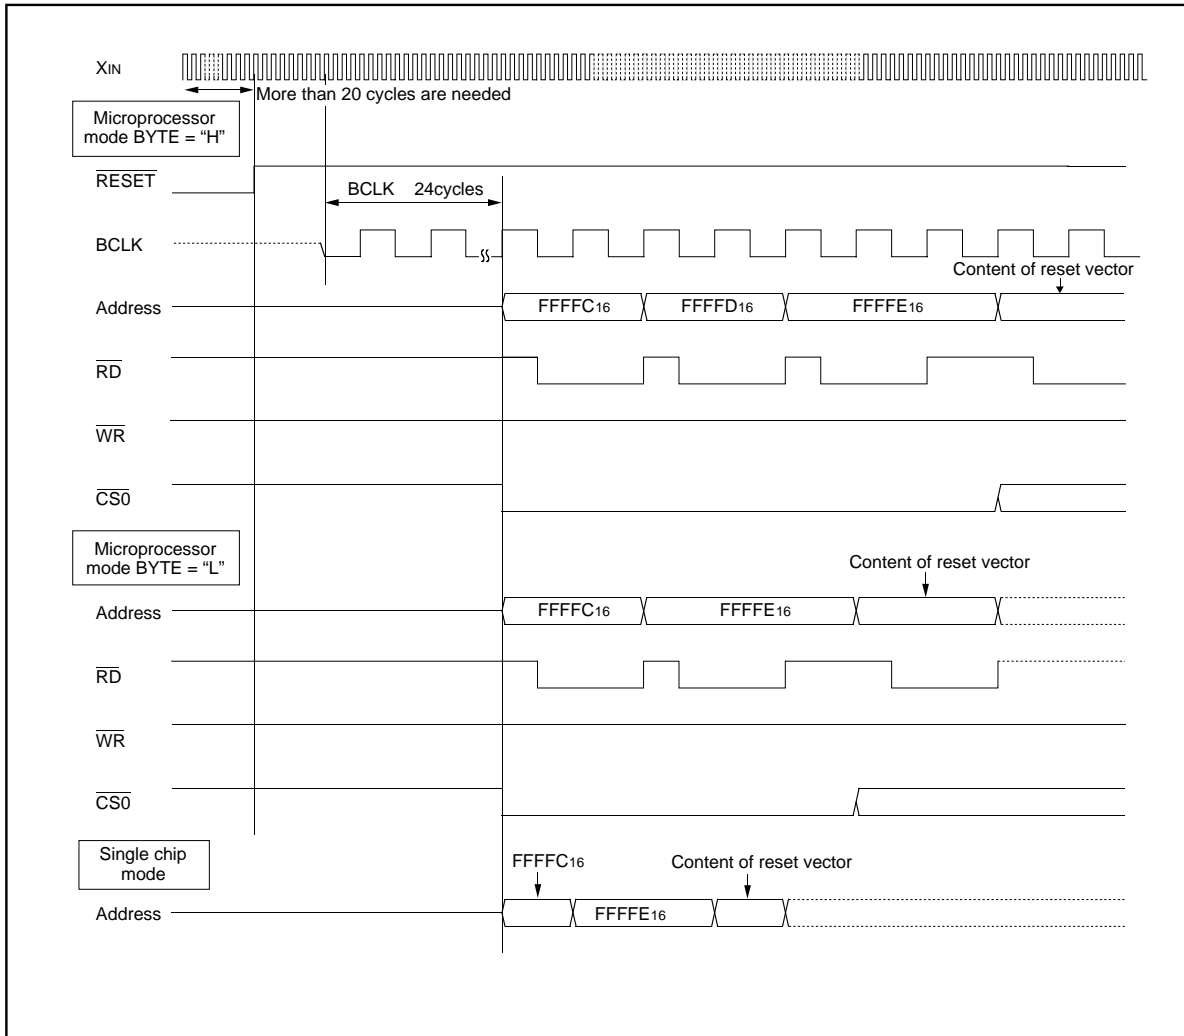 XIN
More than 20 cycles are needed
Microprocessor
mode BYTE = “H”
RESET
BCLK 24cycles
BCLK
Content of reset vector
Address FFFFC16 FFFFD16 FFFFE16
RD
WR
CS0
Microprocessor
mode BYTE = “L”
Content of reset vector
Address FFFFC16 FFFFE16
RD
WR
CS0
Single chip
mode
FFFFC16 Content of reset vector
Address FFFFE16